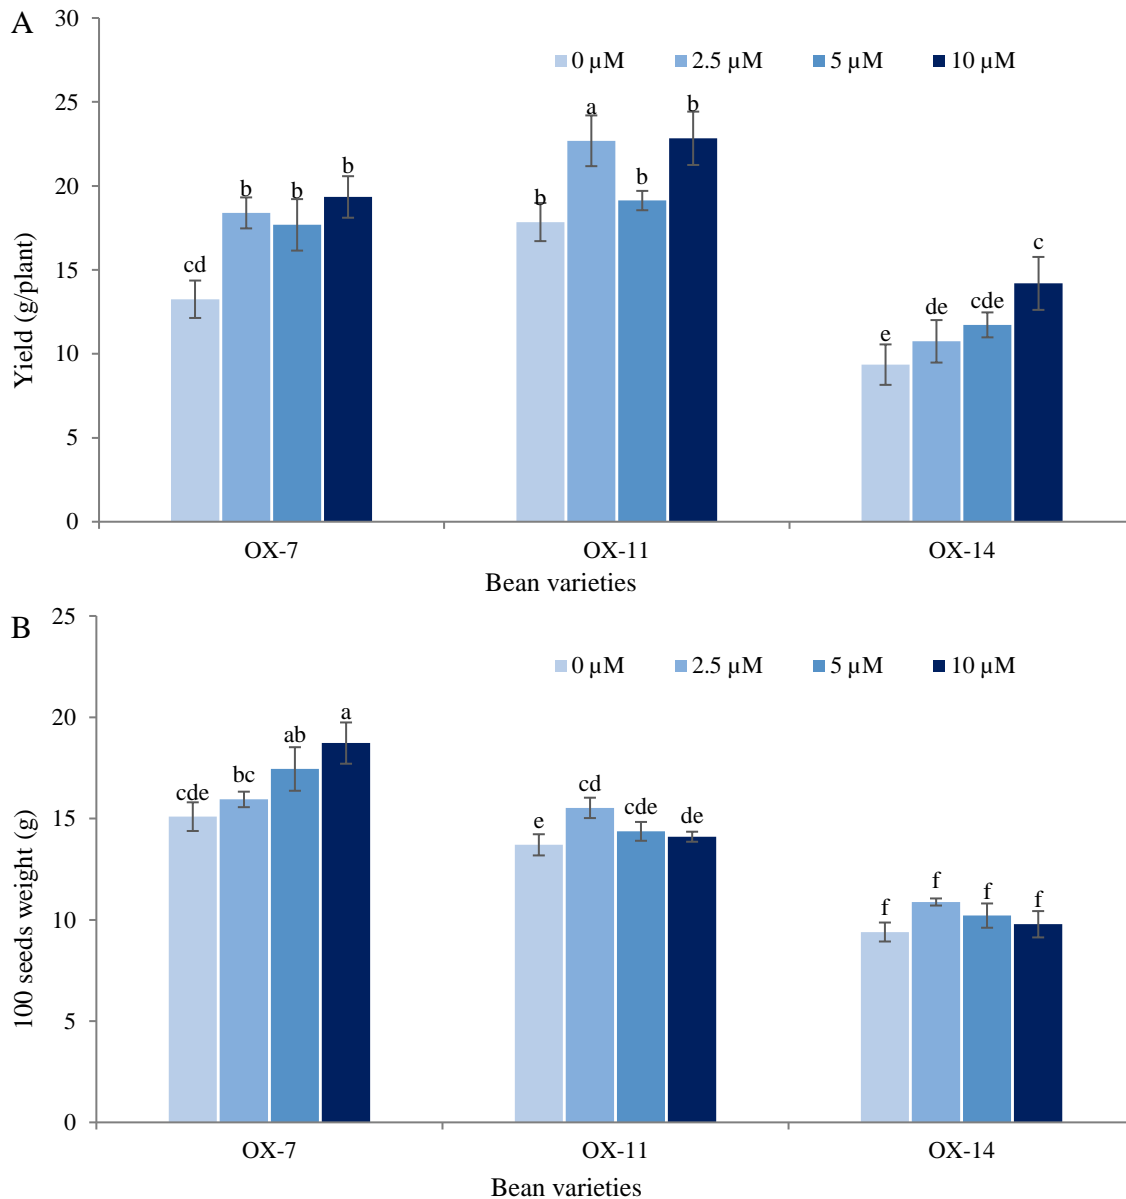 A
30
25
20
15
10
5
0
Yield (g/plant)
0 µM 2.5 µM 5 µM 10 µM
cd b b b
b a b b
e de cde c
OX-7 OX-11 OX-14
Bean varieties
B
25
20
15
10
5
0
100 seeds weight (g)
0 µM 2.5 µM 5 µM 10 µM
cde bc ab a
e cd cde de
f f f f
OX-7 OX-11 OX-14
Bean varieties